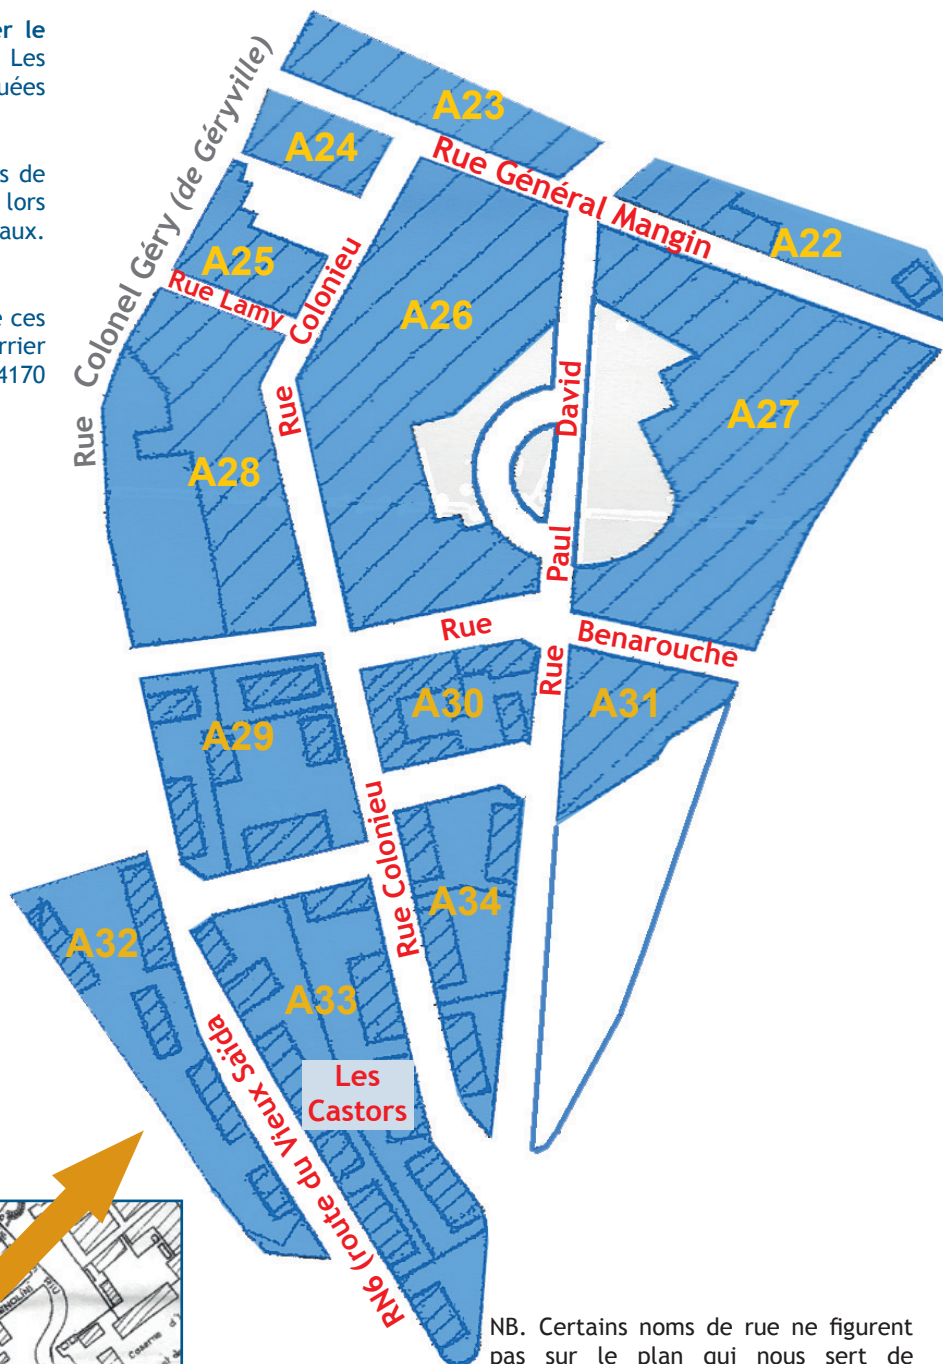 er le
Les
uées
s de
lors
aux.
e ces
rrier
4170
A23
A24
Rue Général Mangin
A22
Rue Colonel Géry (de Géryville)
A25
Rue Lamy
Rue Colonieu
A26
Rue Paul David
A27
A28
Rue Benarouche
A29
A30
A31
Rue Colonieu
A32
A33
A34
Les
Castors
RN6 (route du Vieux Saïda
Caserne d'
NB. Certains noms de rue ne figurent
pas sur le plan qui nous sert de